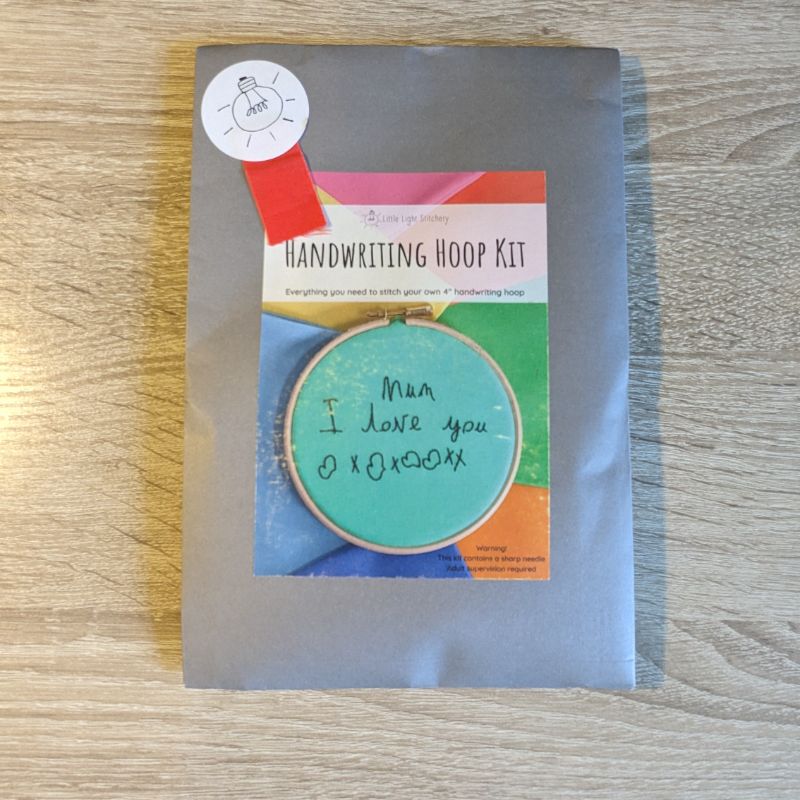 Little Light Stitchery
HANDWRITING HOOP KIT
Everything you need to stitch your own 4" handwriting hoop
Mum
I love you
x x xx
Warning!
This kit contains a sharp needle
Adult supervision required